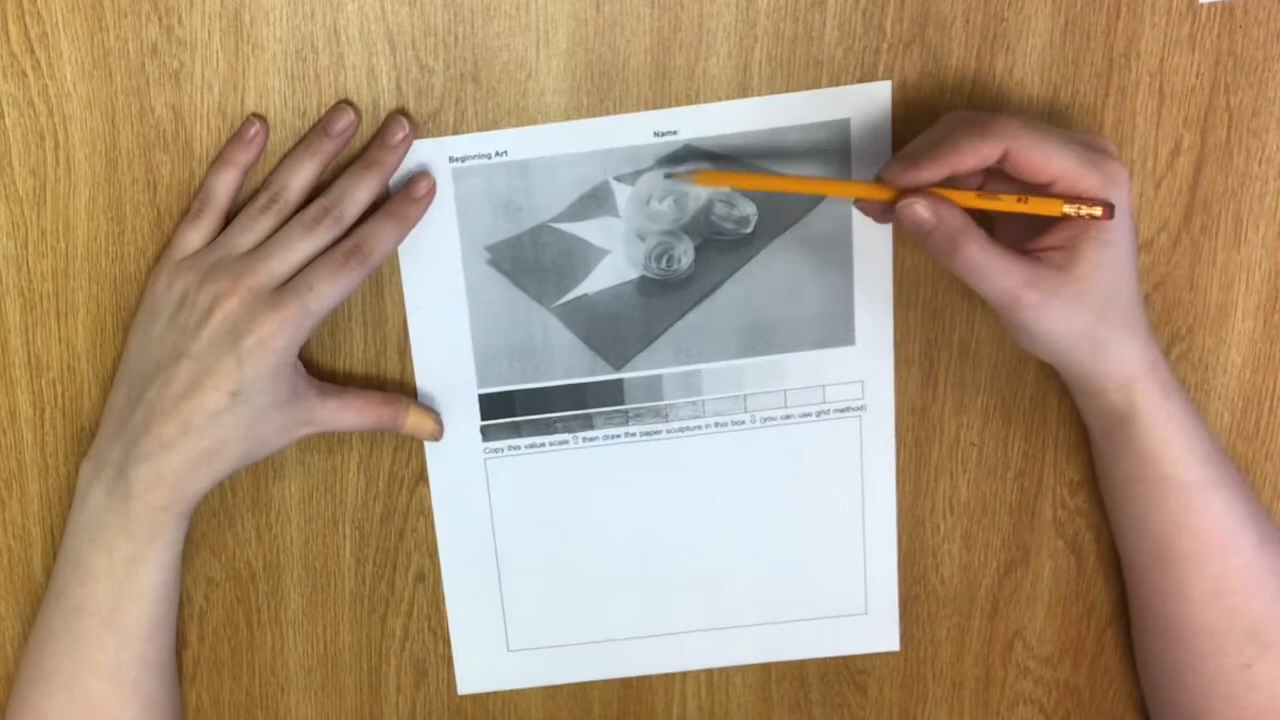 Name:
Beginning Art
Copy this value scale ⇧ then draw the paper sculpture in this box ⇩ (you can use grid method)
#2